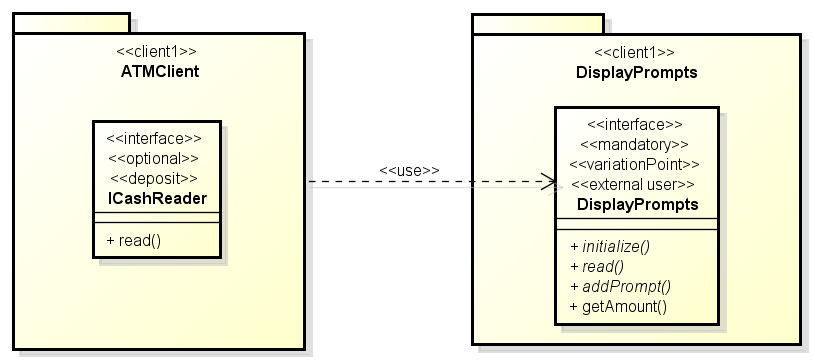 <<client1>>
ATMClient
<<interface>>
<<optional>>
<<deposit>>
ICashReader
+ read()
<<use>>
<<client1>>
DisplayPrompts
<<interface>>
<<mandatory>>
<<variationPoint>>
<<external user>>
DisplayPrompts
+ initialize()
+ read()
+ addPrompt()
+ getAmount()